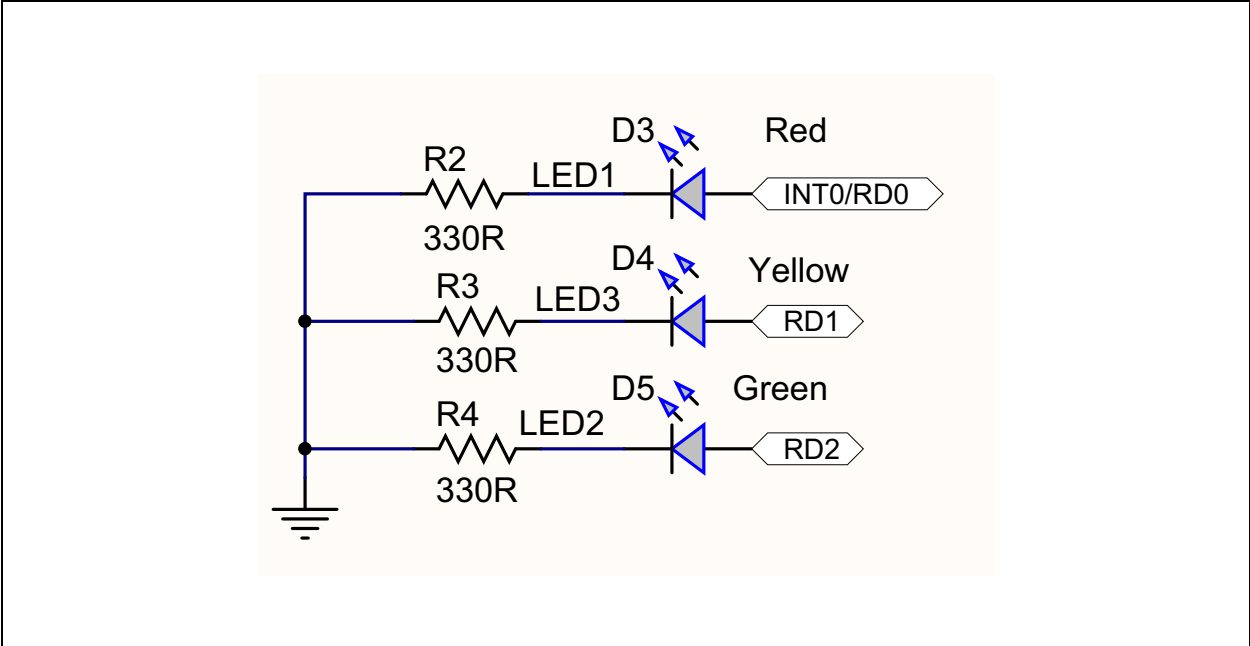 D3
Red
R2
LED1
INT0/RD0
330R
D4
Yellow
R3
LED3
RD1
330R
D5
Green
R4
LED2
RD2
330R